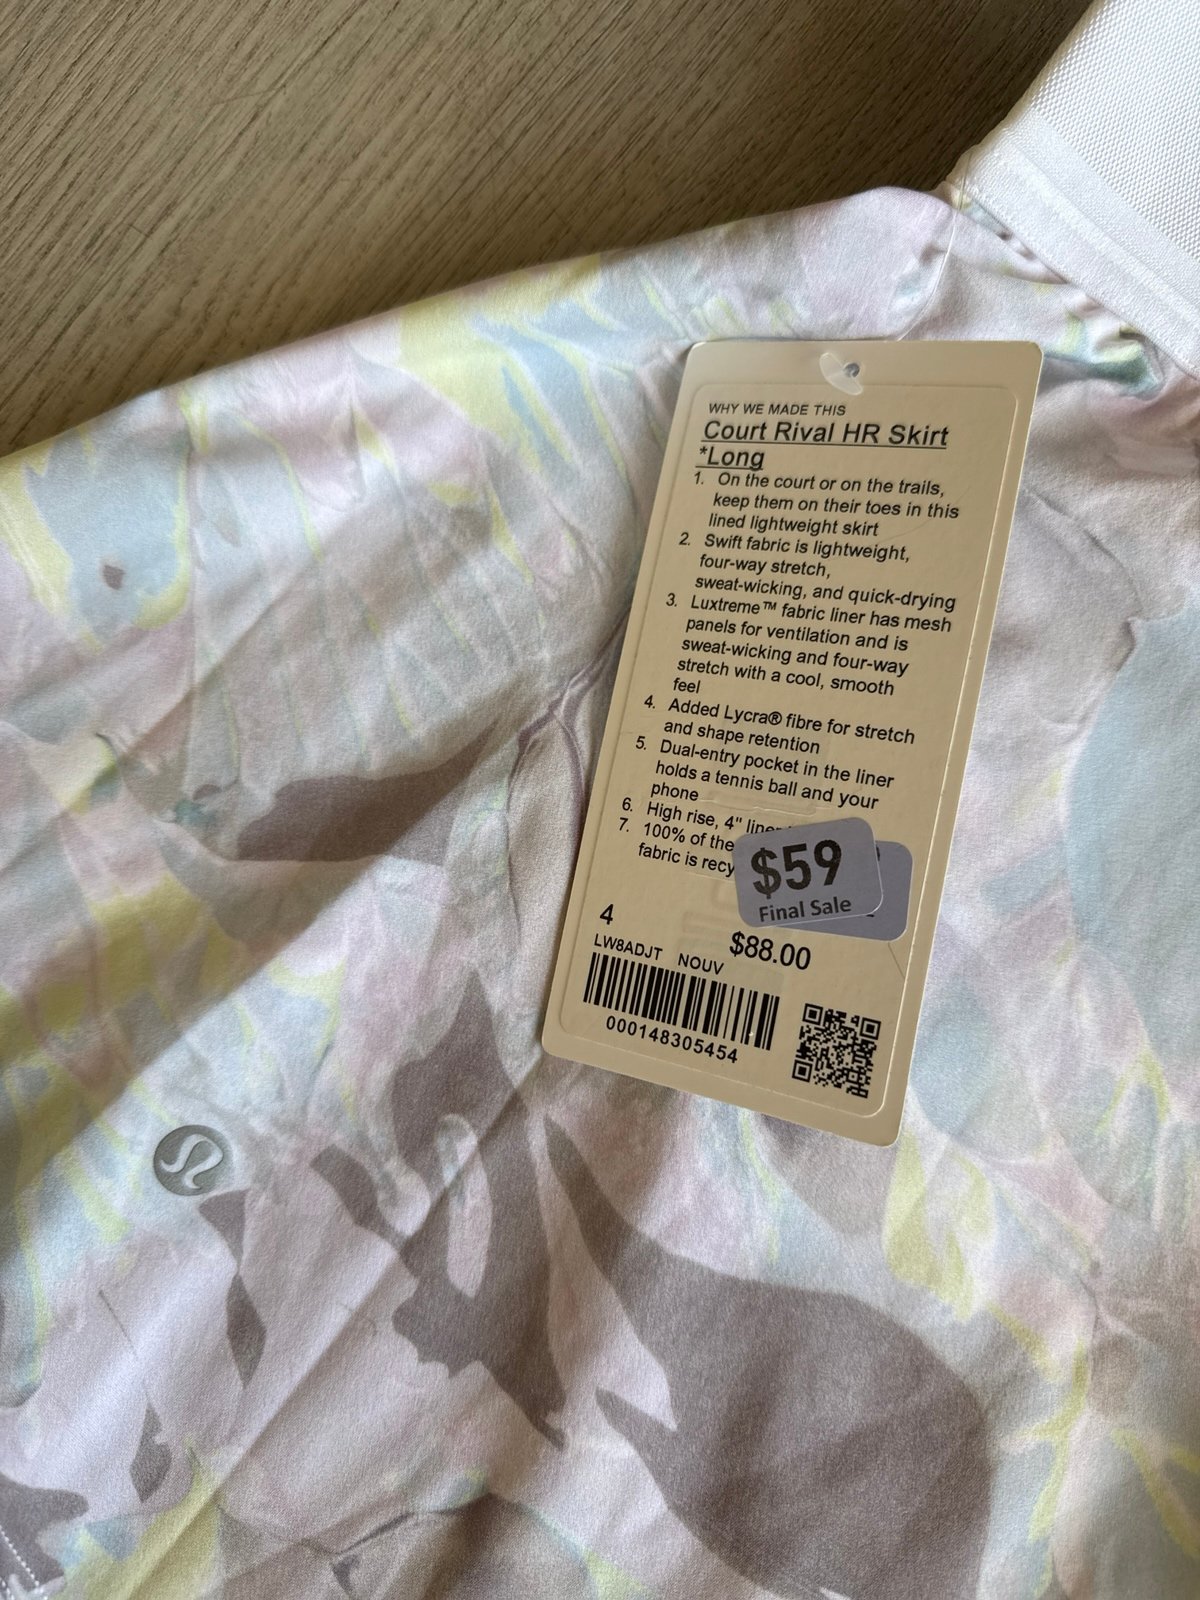 WHY WE MADE THIS
Court Rival HR Skirt
*Long
1. On the court or on the trails,
keep them on their toes in this
lined lightweight skirt
2. Swift fabric is lightweight,
four-way stretch,
sweat-wicking, and quick-drying
3. Luxtreme™ fabric liner has mesh
panels for ventilation and is
sweat-wicking and four-way
stretch with a cool, smooth
feel
4. Added Lycra® fibre for stretch
and shape retention
5. Dual-entry pocket in the liner
holds a tennis ball and your
phone
6. High rise, 4" liner
7. 100% of the
fabric is recy
$59
Final Sale
4
$88.00
LW8ADJT NOUV
000148305454